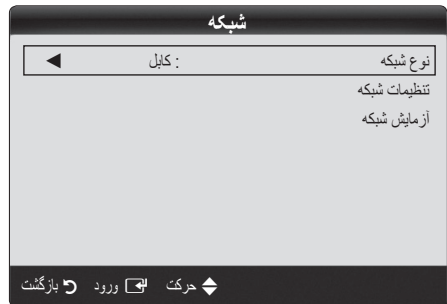 شبکه
نوع شبکه : کابل
تنظیمات شبکه
آزمایش شبکه
حرکت ورود بازگشت